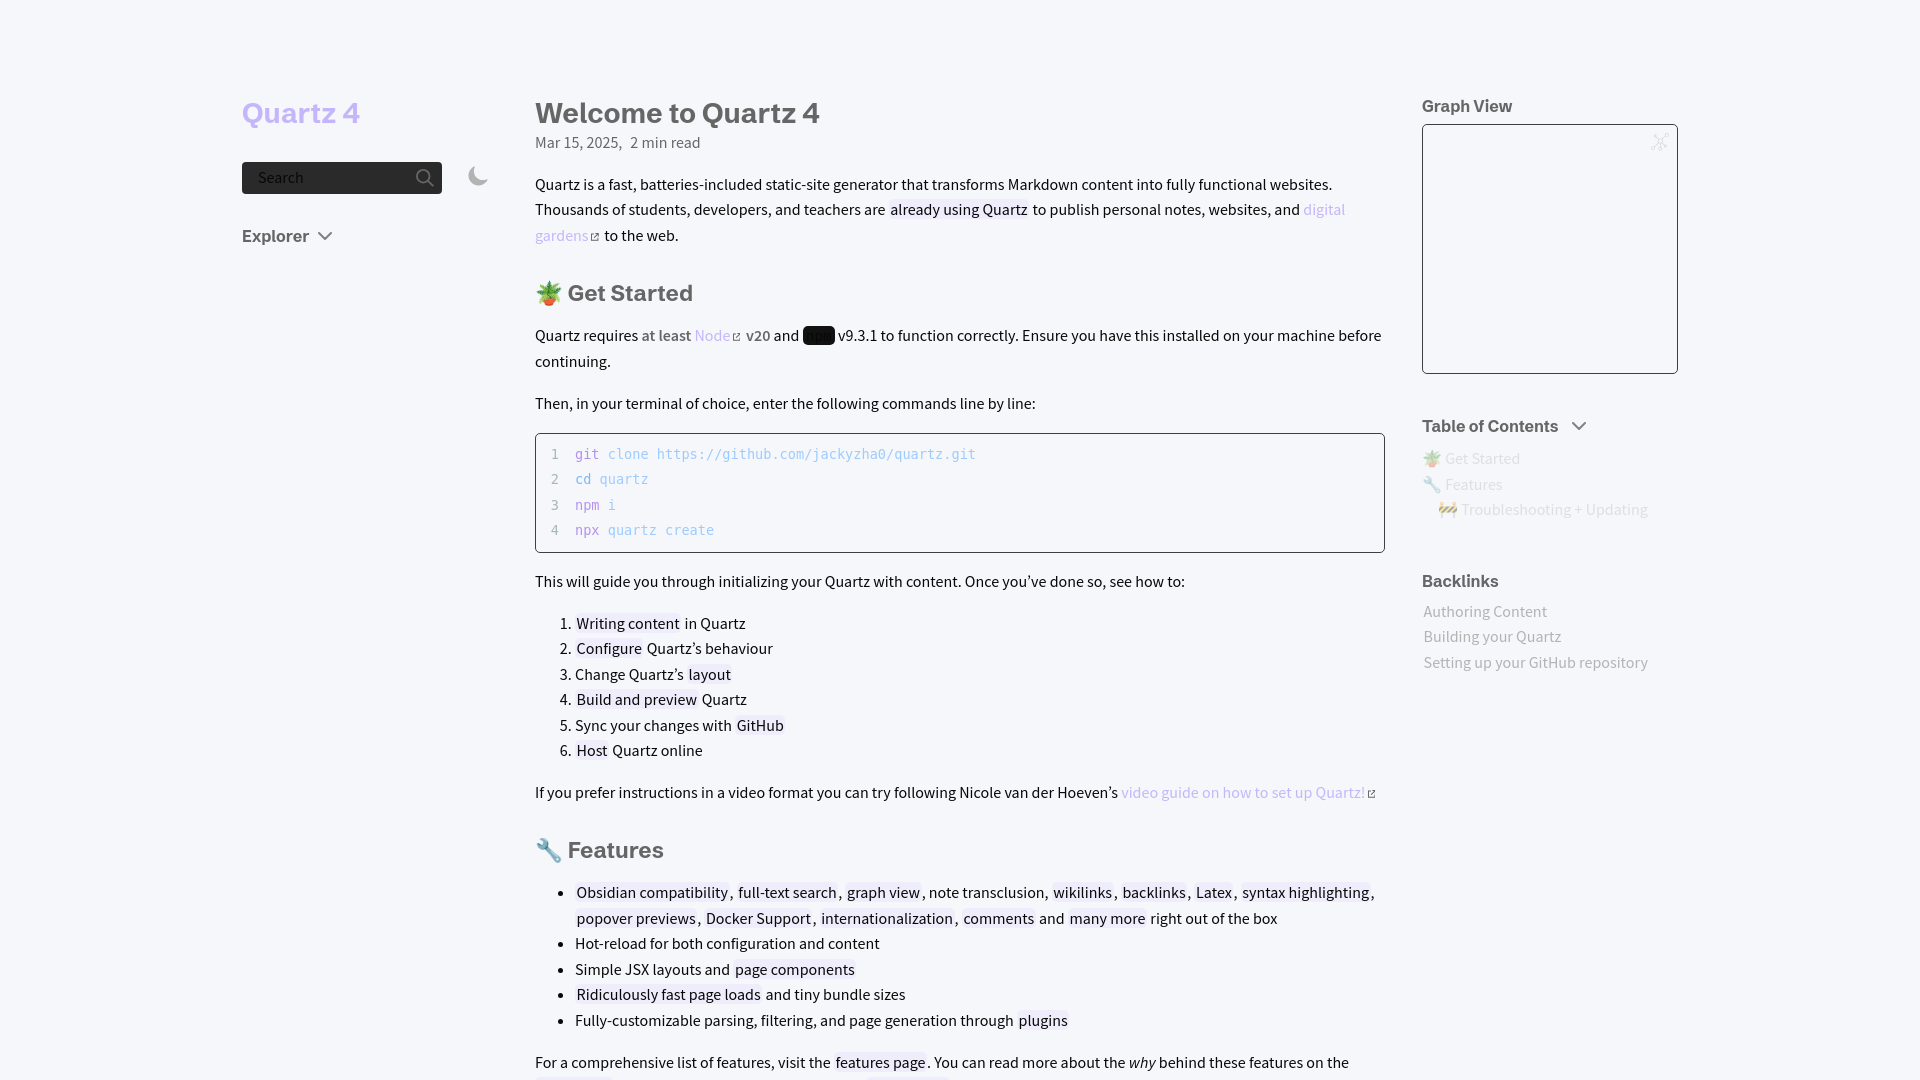 Quartz 4
Search
Explorer
Welcome to Quartz 4
Mar 15, 2025, 2 min read
Quartz is a fast, batteries-included static-site generator that transforms Markdown content into fully functional websites.
Thousands of students, developers, and teachers are already using Quartz to publish personal notes, websites, and digital
gardens to the web.
🪴 Get Started
Quartz requires at least Node v20 and v9.3.1 to function correctly. Ensure you have this installed on your machine before
continuing.
Then, in your terminal of choice, enter the following commands line by line:
1 git clone https://github.com/jackyzha0/quartz.git
2 cd quartz
3 npm i
4 npx quartz create
This will guide you through initializing your Quartz with content. Once you’ve done so, see how to:
1. Writing content in Quartz
2. Configure Quartz’s behaviour
3. Change Quartz’s layout
4. Build and preview Quartz
5. Sync your changes with GitHub
6. Host Quartz online
If you prefer instructions in a video format you can try following Nicole van der Hoeven’s video guide on how to set up Quartz!
🔧 Features
• Obsidian compatibility, full-text search, graph view, note transclusion, wikilinks, backlinks, Latex, syntax highlighting,
popover previews, Docker Support, internationalization, comments and many more right out of the box
• Hot-reload for both configuration and content
• Simple JSX layouts and page components
• Ridiculously fast page loads and tiny bundle sizes
• Fully-customizable parsing, filtering, and page generation through plugins
For a comprehensive list of features, visit the features page. You can read more about the why behind these features on the
Graph View
Table of Contents
🪴 Get Started
🔧 Features
🚧 Troubleshooting + Updating
Backlinks
Authoring Content
Building your Quartz
Setting up your GitHub repository